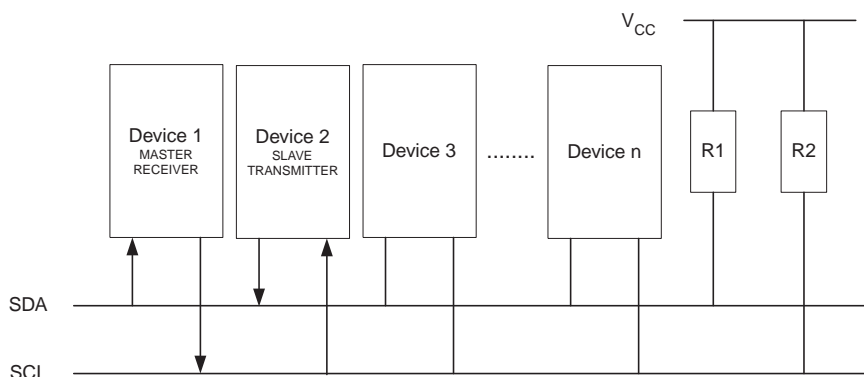 VCC
Device 1
MASTER
RECEIVER
Device 2
SLAVE
TRANSMITTER
Device 3
........
Device n
R1
R2
SDA
SCL